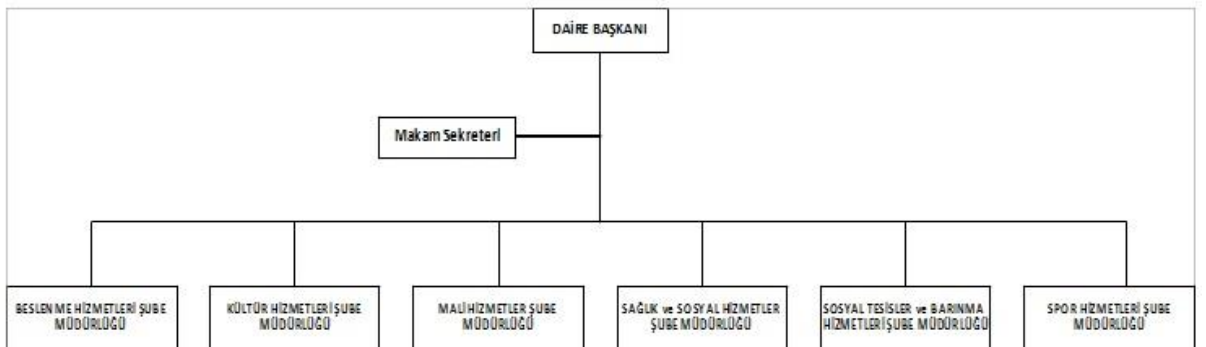 DAİRE BAŞKANI
Makam Sekreteri
BESLENME HİZMETLERİ ŞUBE
MÜDÜRLÜĞÜ
KÜLTÜR HİZMETLERİ ŞUBE
MÜDÜRLÜĞÜ
MALİ HİZMETLER ŞUBE
MÜDÜRLÜĞÜ
SAĞLIK ve SOSYAL HİZMETLER
ŞUBE MÜDÜRLÜĞÜ
SOSYAL TESİSLER ve BARINMA
HİZMETLERİ ŞUBE MÜDÜRLÜĞÜ
SPOR HİZMETLERİ ŞUBE
MÜDÜRLÜĞÜ